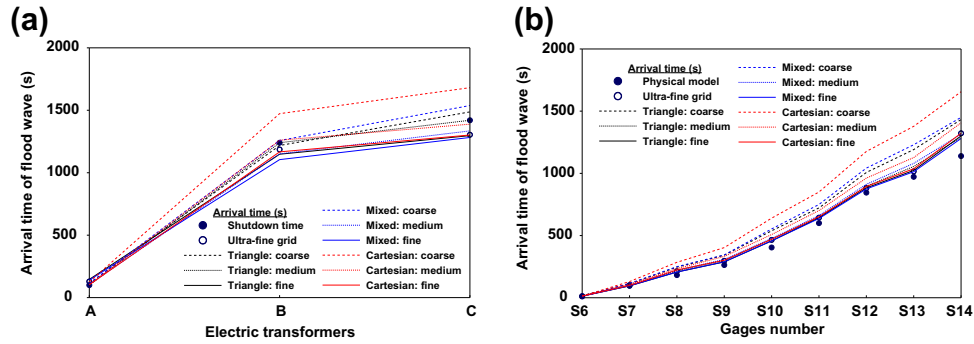 (a)
Arrival time of flood wave (s)
2000
1500
1000
500
0
Arrival time (s)
Shutdown time
Ultra-fine grid
Triangle: coarse
Triangle: medium
Triangle: fine
Mixed: coarse
Mixed: medium
Mixed: fine
Cartesian: coarse
Cartesian: medium
Cartesian: fine
A B C
Electric transformers
(b)
Arrival time of flood wave (s)
2000
1500
1000
500
0
Arrival time (s)
Physical model
Ultra-fine grid
Triangle: coarse
Triangle: medium
Triangle: fine
Mixed: coarse
Mixed: medium
Mixed: fine
Cartesian: coarse
Cartesian: medium
Cartesian: fine
S6 S7 S8 S9 S10 S11 S12 S13 S14
Gages number